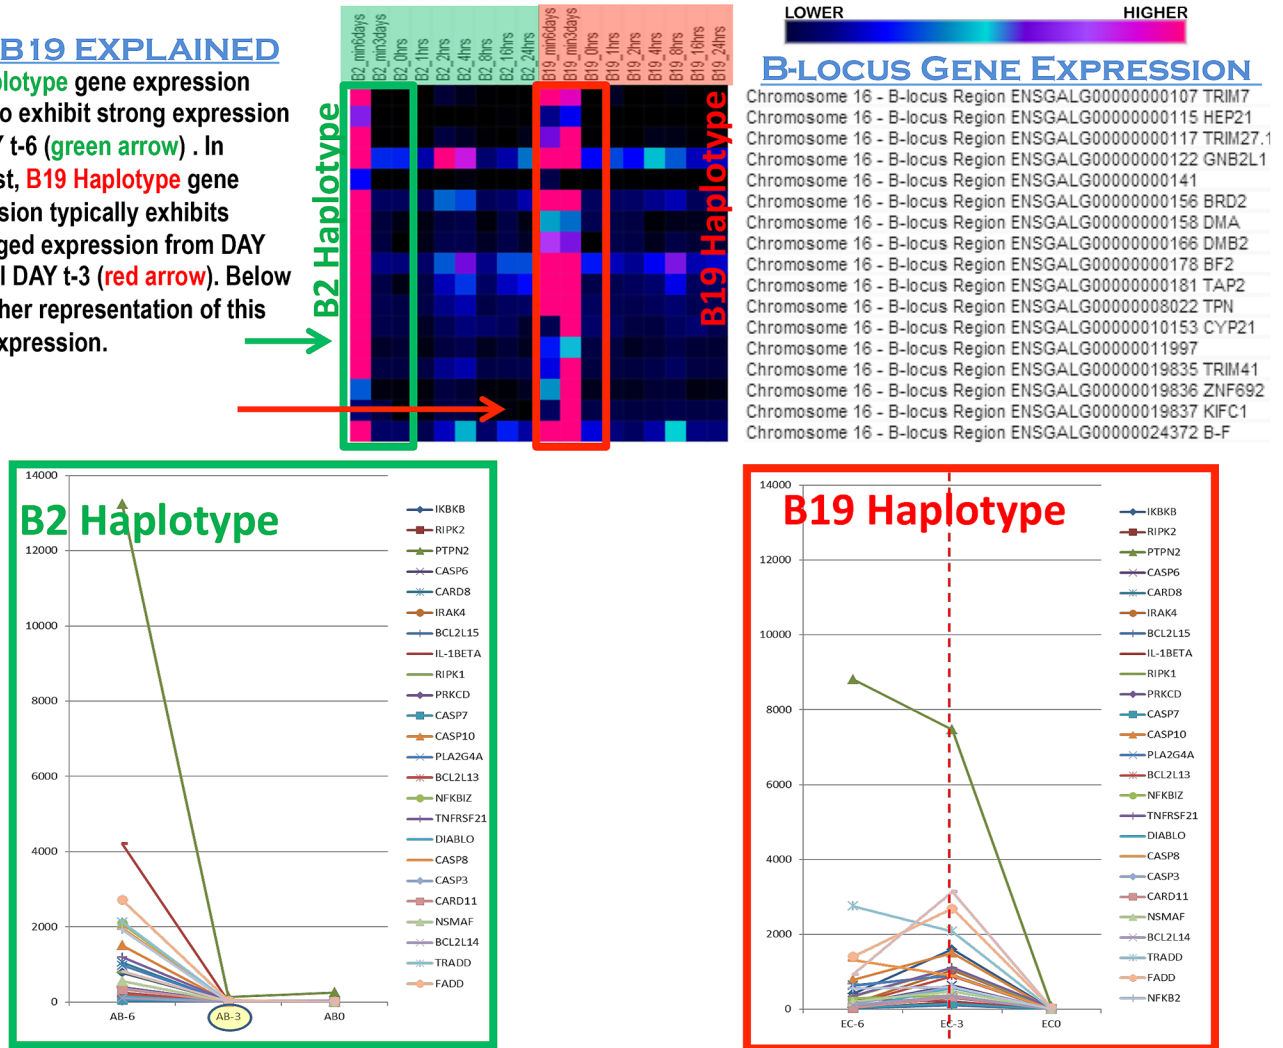 B19 EXPLAINED
plotype gene expression
o exhibit strong expression
Y t-6 (green arrow) . In
st, B19 Haplotype gene
sion typically exhibits
ged expression from DAY
l DAY t-3 (red arrow). Below
her representation of this
xpression.
B2 Haplotype
B2_min6days
B2_min3days
B2_0hrs
B2_1hrs
B2_2hrs
B2_4hrs
B2_8hrs
B2_16hrs
B2_24hrs
B19_min6days
B19_min3days
B19_0hrs
B19_1hrs
B19_2hrs
B19_4hrs
B19_8hrs
B19_16hrs
B19_24hrs
B19 Haplotype
LOWER
HIGHER
B-LOCUS GENE EXPRESSION
Chromosome 16 - B-locus Region ENSGALG00000000107 TRIM7
Chromosome 16 - B-locus Region ENSGALG00000000115 HEP21
Chromosome 16 - B-locus Region ENSGALG00000000117 TRIM27.1
Chromosome 16 - B-locus Region ENSGALG00000000122 GNB2L1
Chromosome 16 - B-locus Region ENSGALG00000000141
Chromosome 16 - B-locus Region ENSGALG00000000156 BRD2
Chromosome 16 - B-locus Region ENSGALG00000000158 DMA
Chromosome 16 - B-locus Region ENSGALG00000000166 DMB2
Chromosome 16 - B-locus Region ENSGALG00000000178 BF2
Chromosome 16 - B-locus Region ENSGALG00000000181 TAP2
Chromosome 16 - B-locus Region ENSGALG00000008022 TPN
Chromosome 16 - B-locus Region ENSGALG00000010153 CYP21
Chromosome 16 - B-locus Region ENSGALG00000011997
Chromosome 16 - B-locus Region ENSGALG00000019835 TRIM41
Chromosome 16 - B-locus Region ENSGALG00000019836 ZNF692
Chromosome 16 - B-locus Region ENSGALG00000019837 KIFC1
Chromosome 16 - B-locus Region ENSGALG00000024372 B-F
B2 Haplotype
14000
12000
10000
8000
6000
4000
2000
0
AB-6
AB-3
AB0
IKBKB
RIPK2
PTPN2
CASP6
CARD8
IRAK4
BCL2L15
IL-1BETA
RIPK1
PRKCD
CASP7
CASP10
PLA2G4A
BCL2L13
NFKBIZ
TNFRSF21
DIABLO
CASP8
CASP3
CARD11
NSMAF
BCL2L14
TRADD
FADD
B19 Haplotype
14000
12000
10000
8000
6000
4000
2000
0
EC-6
EC-3
EC0
IKBKB
RIPK2
PTPN2
CASP6
CARD8
IRAK4
BCL2L15
IL-1BETA
RIPK1
PRKCD
CASP7
CASP10
PLA2G4A
BCL2L13
NFKBIZ
TNFRSF21
DIABLO
CASP8
CASP3
CARD11
NSMAF
BCL2L14
TRADD
FADD
NFKB2